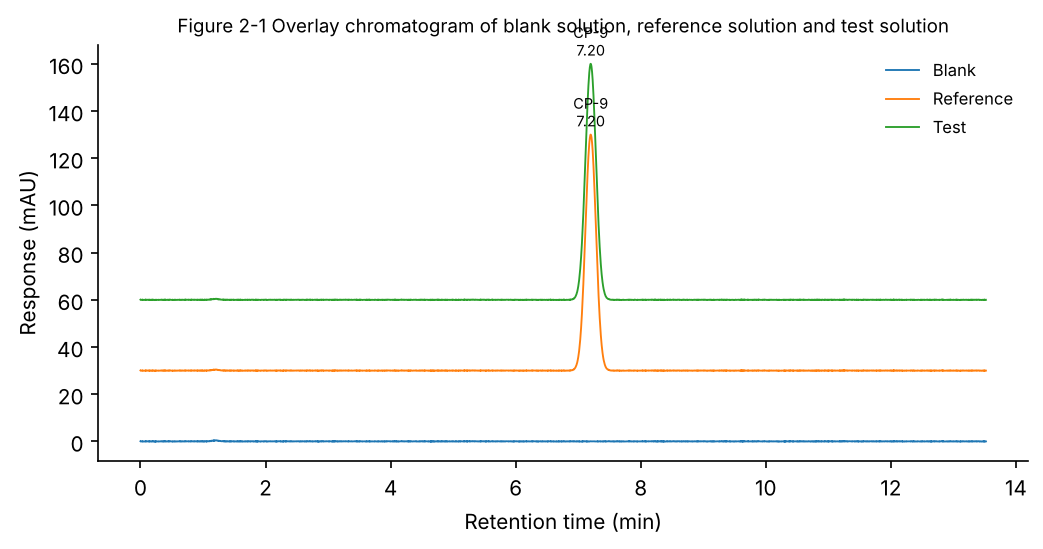 Figure 2-1 Overlay chromatogram of blank solution, reference solution and test solution
CP-9
7.20
CP-9
7.20
Blank
Reference
Test
Response (mAU)
160
140
120
100
80
60
40
20
0
0 2 4 6 8 10 12 14
Retention time (min)